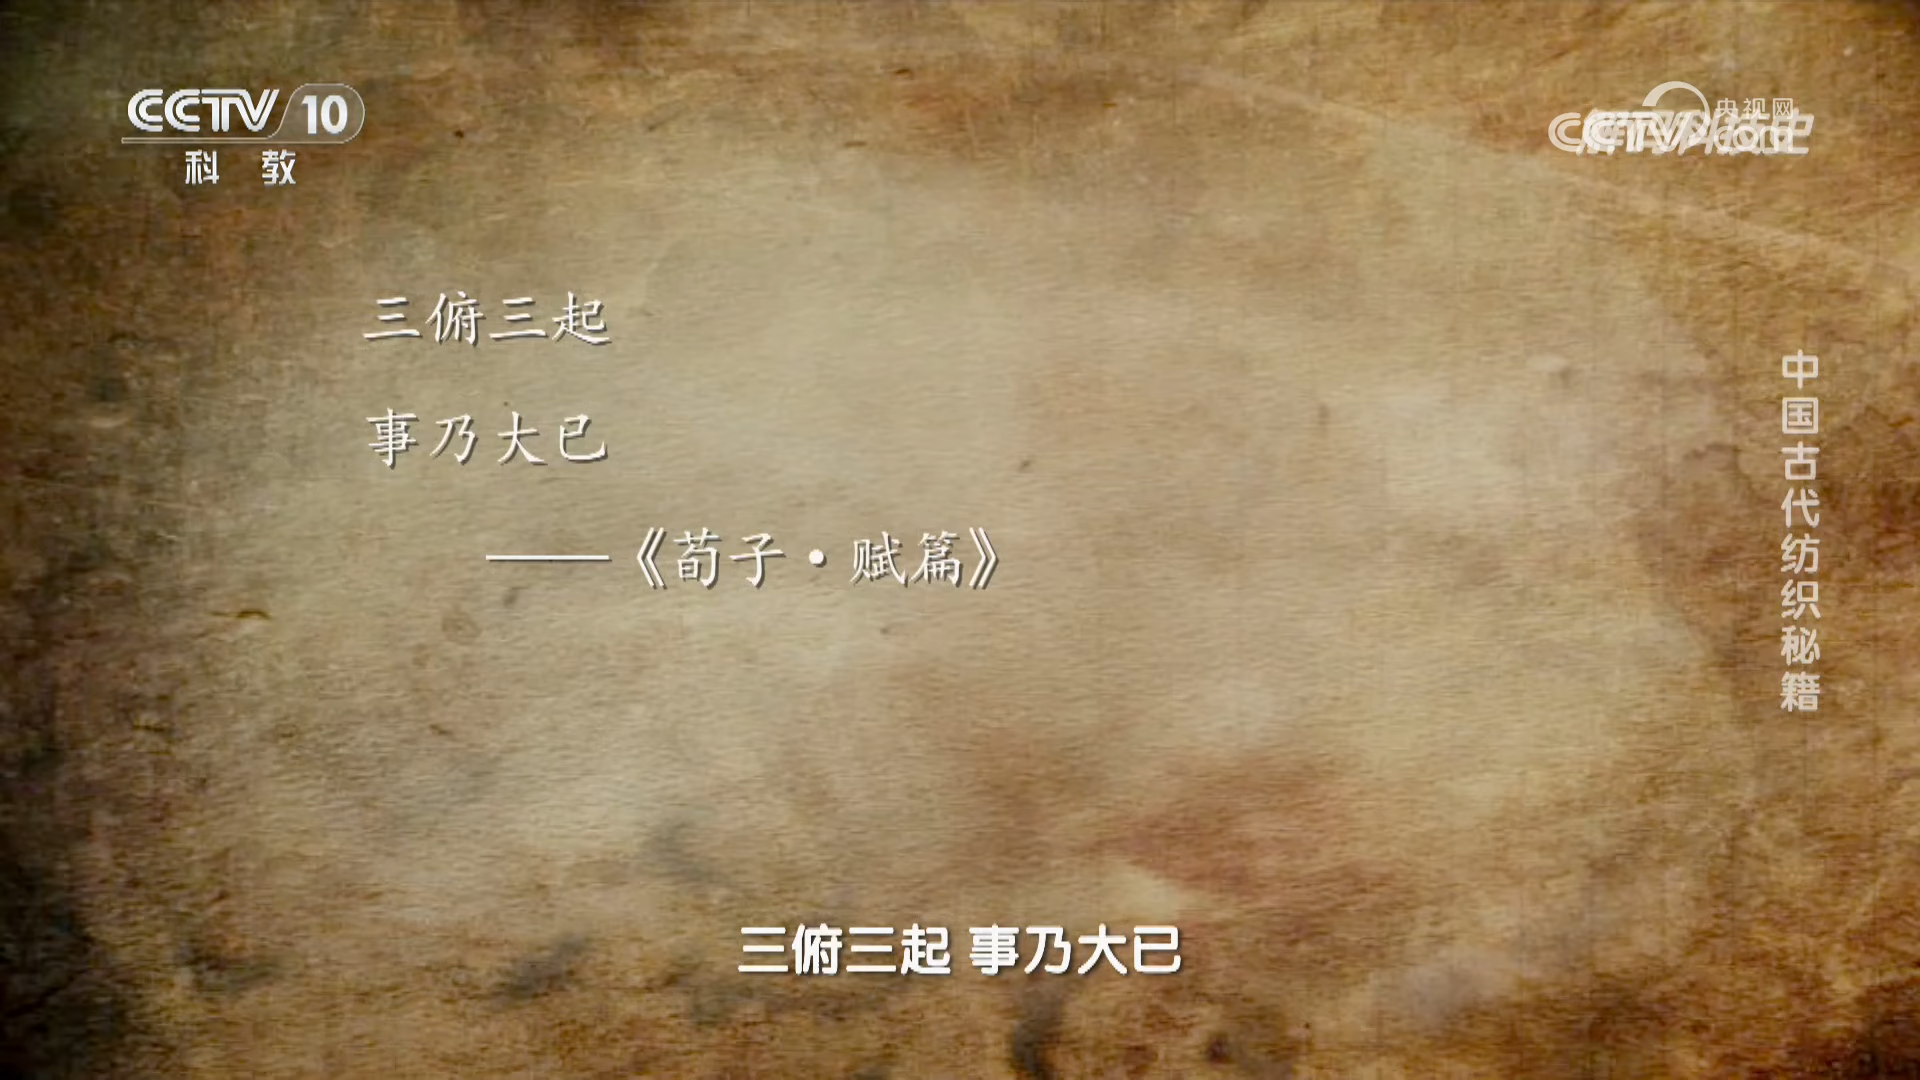 CCTV 10
科 教
央视网
三俯三起
事乃大已
——《荀子·赋篇》
中国古代纺织秘籍
三俯三起 事乃大已